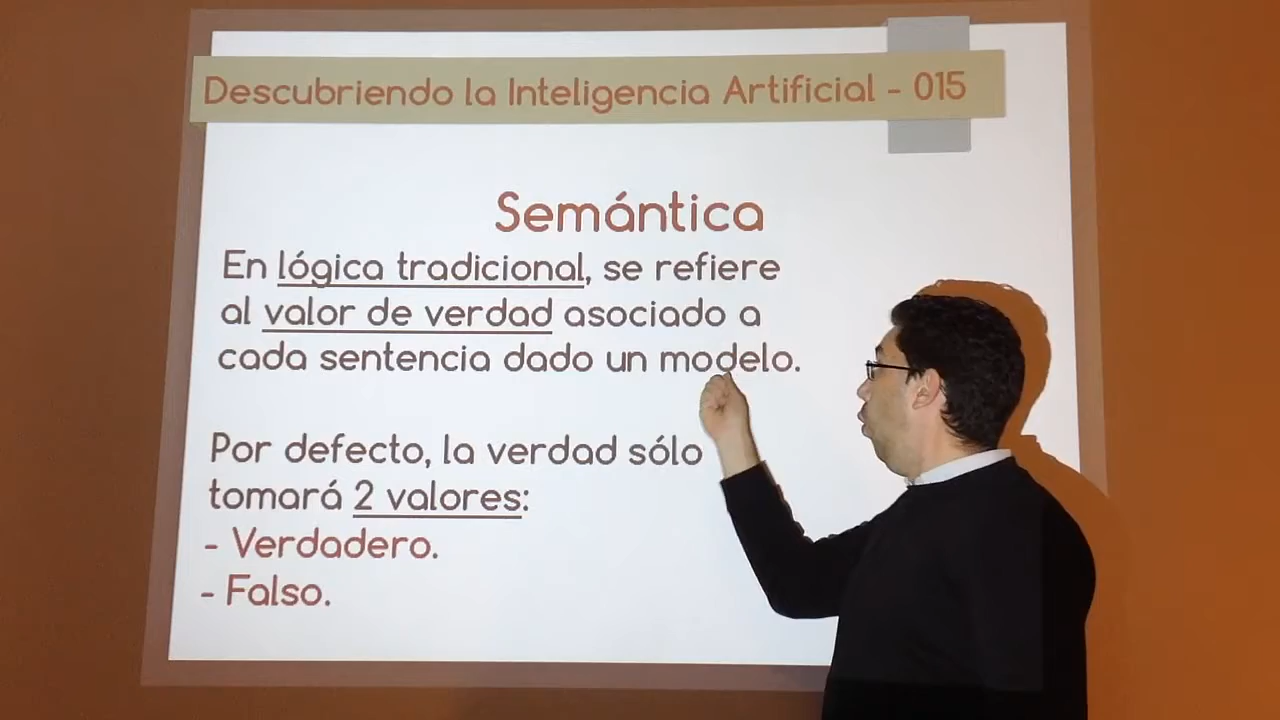 Descubriendo la Inteligencia Artificial - 015
Semántica
En lógica tradicional, se refiere
al valor de verdad asociado a
cada sentencia dado un modelo.
Por defecto, la verdad sólo
tomará 2 valores:
- Verdadero.
- Falso.